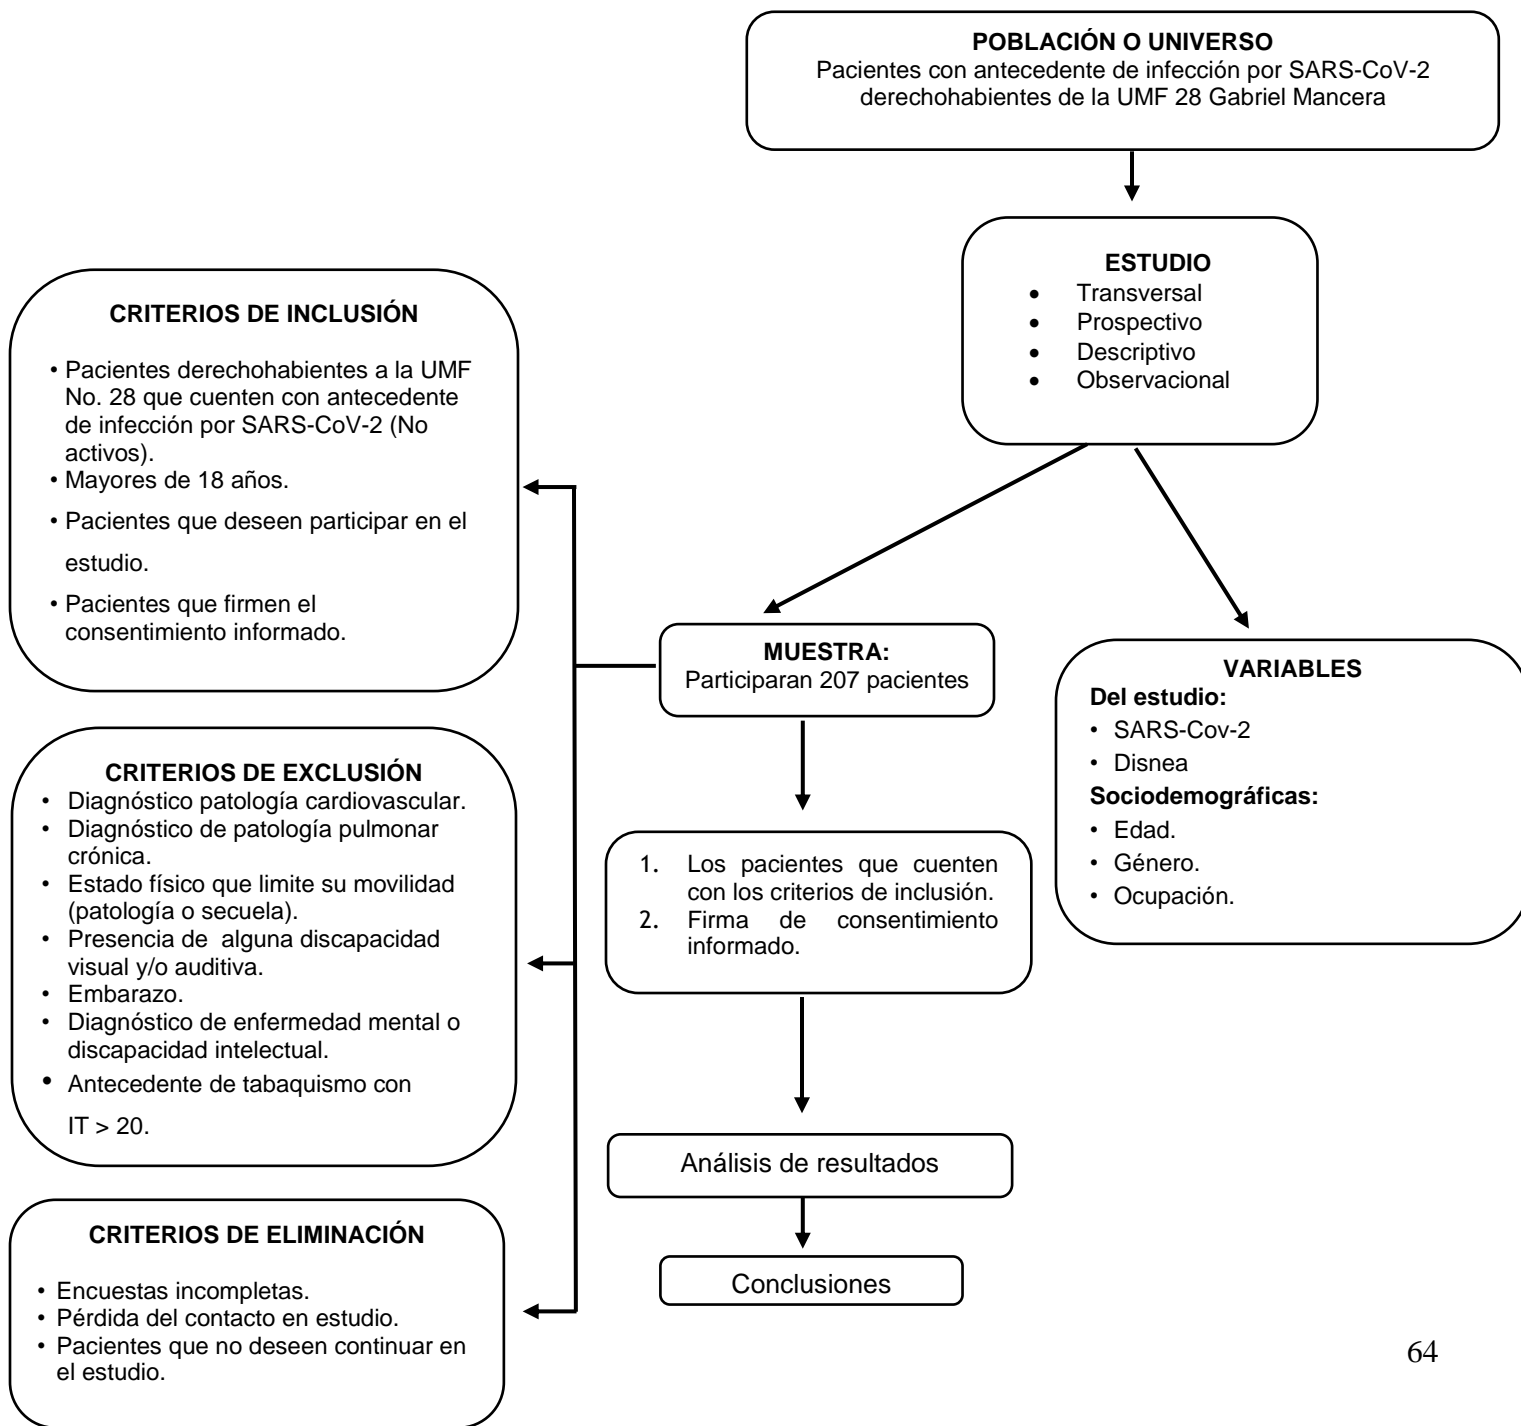 POBLACIÓN O UNIVERSO
Pacientes con antecedente de infección por SARS-CoV-2
derechohabientes de la UMF 28 Gabriel Mancera
ESTUDIO
• Transversal
• Prospectivo
• Descriptivo
• Observacional
CRITERIOS DE INCLUSIÓN
• Pacientes derechohabientes a la UMF
No. 28 que cuenten con antecedente
de infección por SARS-CoV-2 (No
activos).
• Mayores de 18 años.
• Pacientes que deseen participar en el
estudio.
• Pacientes que firmen el
consentimiento informado.
MUESTRA:
Participaran 207 pacientes
VARIABLES
Del estudio:
• SARS-Cov-2
• Disnea
Sociodemográficas:
• Edad.
• Género.
• Ocupación.
CRITERIOS DE EXCLUSIÓN
• Diagnóstico patología cardiovascular.
• Diagnóstico de patología pulmonar
crónica.
• Estado físico que limite su movilidad
(patología o secuela).
• Presencia de alguna discapacidad
visual y/o auditiva.
• Embarazo.
• Diagnóstico de enfermedad mental o
discapacidad intelectual.
• Antecedente de tabaquismo con
IT > 20.
1. Los pacientes que cuenten
con los criterios de inclusión.
2. Firma de consentimiento
informado.
Análisis de resultados
Conclusiones
CRITERIOS DE ELIMINACIÓN
• Encuestas incompletas.
• Pérdida del contacto en estudio.
• Pacientes que no deseen continuar en
el estudio.
64